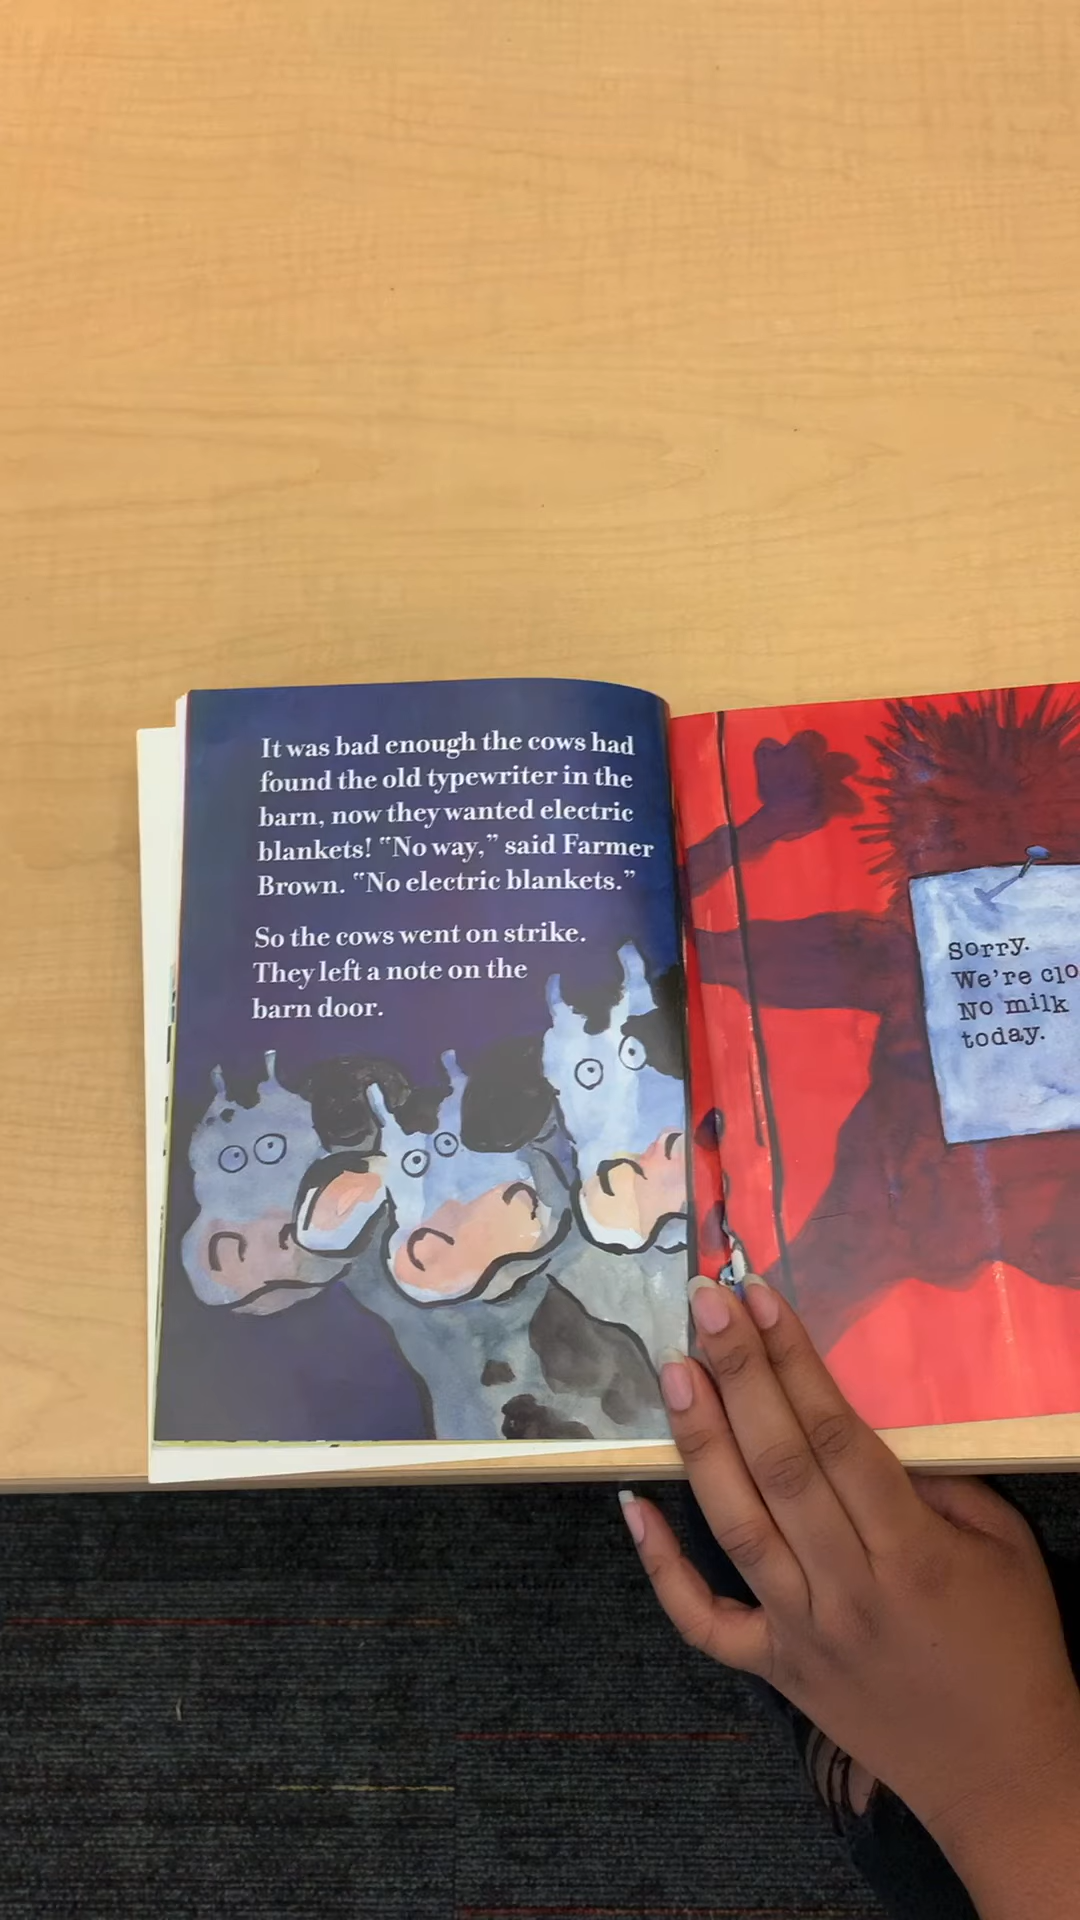 It was bad enough the cows had
found the old typewriter in the
barn, now they wanted electric
blankets! "No way," said Farmer
Brown. "No electric blankets."
So the cows went on strike.
They left a note on the
barn door.
Sorry.
We're
No milk
today.